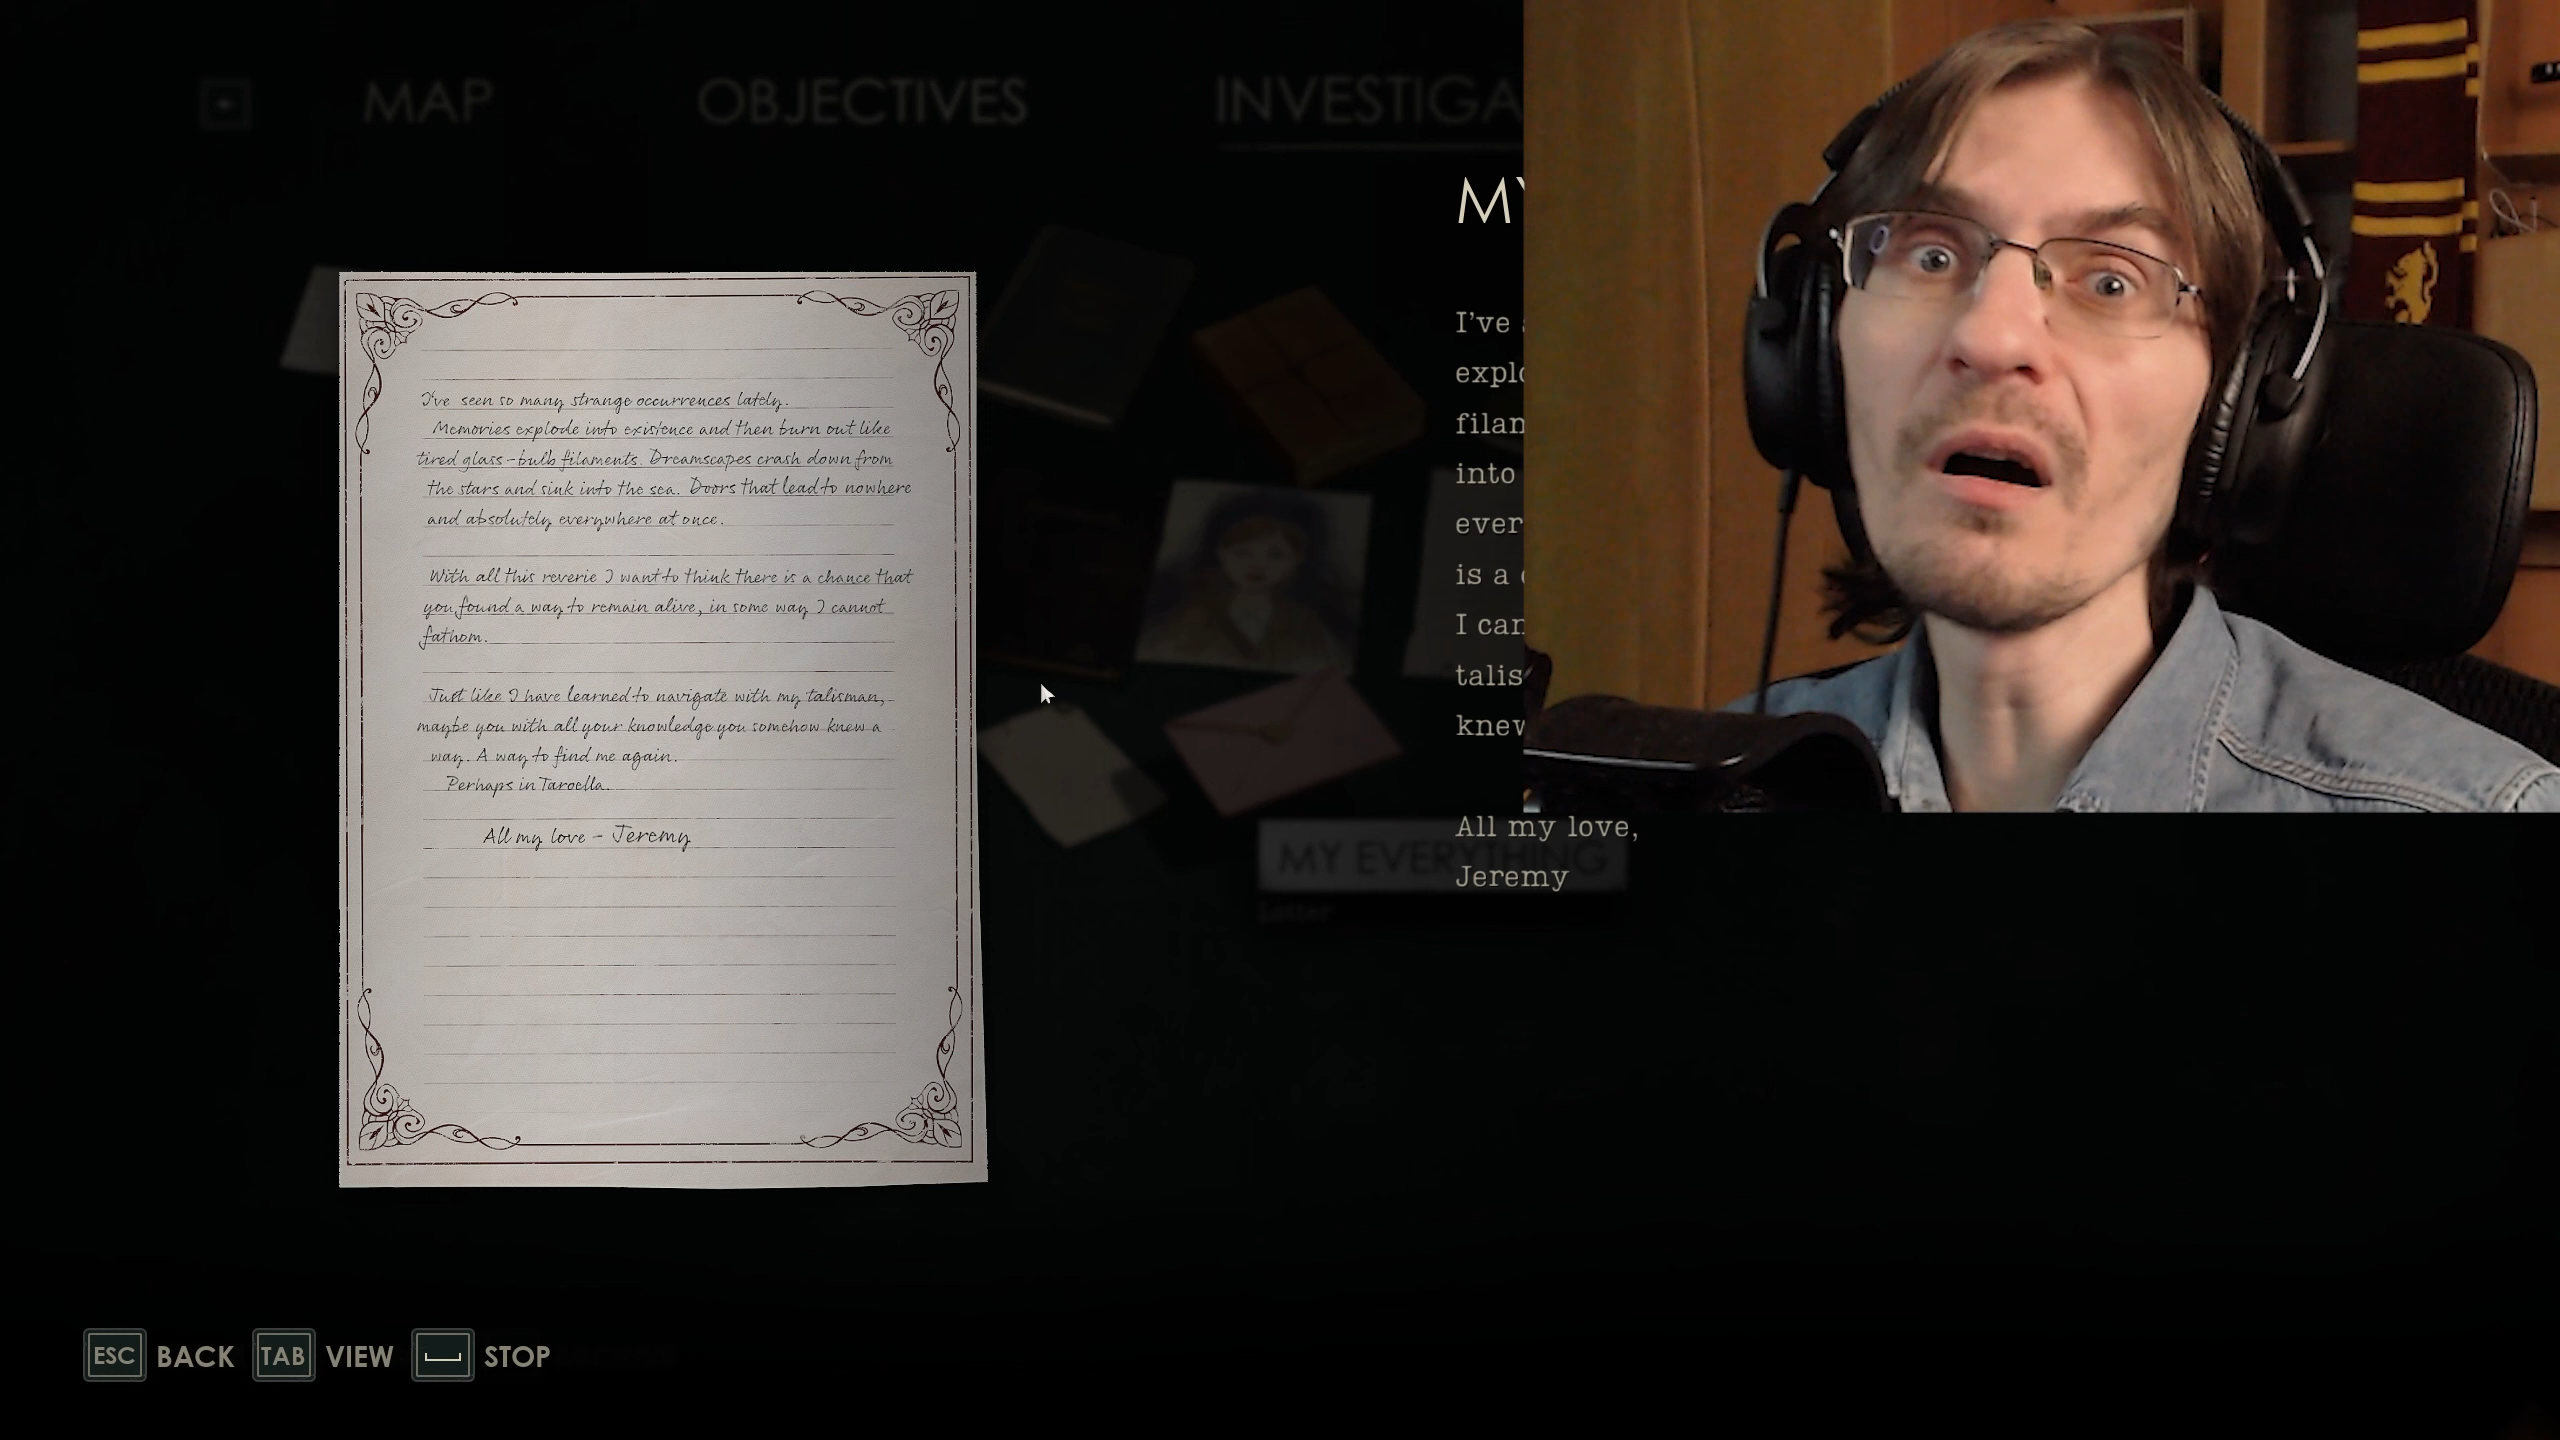 MAP
OBJECTIVES
INVESTIGA
MY
I've seen so many strange occurrences lately.
Memories explode into existence and then burn out like
tired glass-bulb filaments. Dreamscapes crash down from
the stars and sink into the sea. Doors that lead to nowhere
and absolutely everywhere at once.
With all this reverie I want to think there is a chance that
you found a way to remain alive, in some way I cannot
fathom.
Just like I have learned to navigate with my talisman,
maybe you with all your knowledge you somehow knew a
way. A way to find me again.
Perhaps in Taroella.
All my love - Jeremy
I've
explo
filam
into
ever
is a
I can
talis
knew
All my love,
Jeremy
MY EVERYTHING
Letter
ESC BACK TAB VIEW STOP